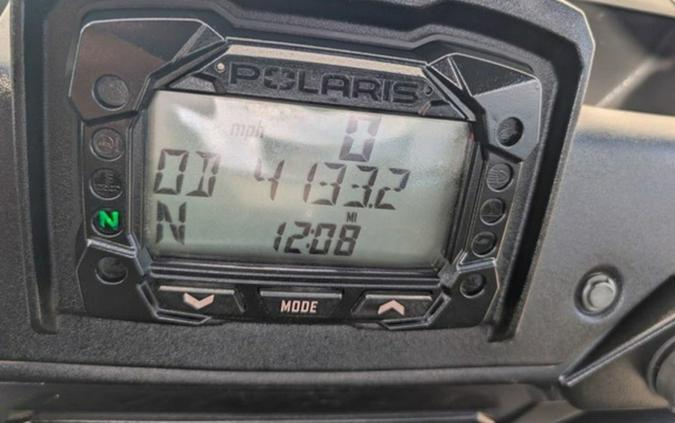 POLARIS
mph 0
OD 4133.2
MI
N 12:08
N
MODE